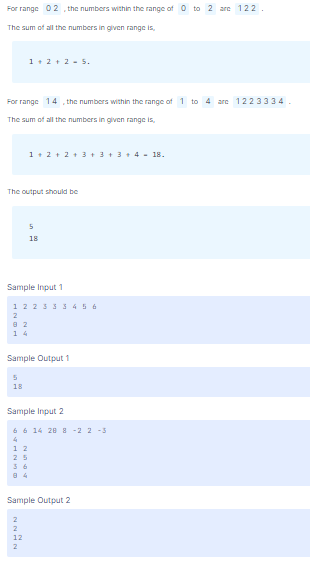 For range 0 2 , the numbers within the range of 0 to 2 are 1 2 2 .
The sum of all the numbers in given range is,
1 + 2 + 2 = 5.
For range 1 4 , the numbers within the range of 1 to 4 are 1 2 2 3 3 3 4 .
The sum of all the numbers in given range is,
1 + 2 + 2 + 3 + 3 + 3 + 4 = 18.
The output should be
5
18
Sample Input 1
1 2 2 3 3 3 4 5 6
2
0 2
1 4
Sample Output 1
5
18
Sample Input 2
6 6 14 20 8 -2 2 -3
4
1 2
2 5
3 6
0 4
Sample Output 2
2
2
12
2